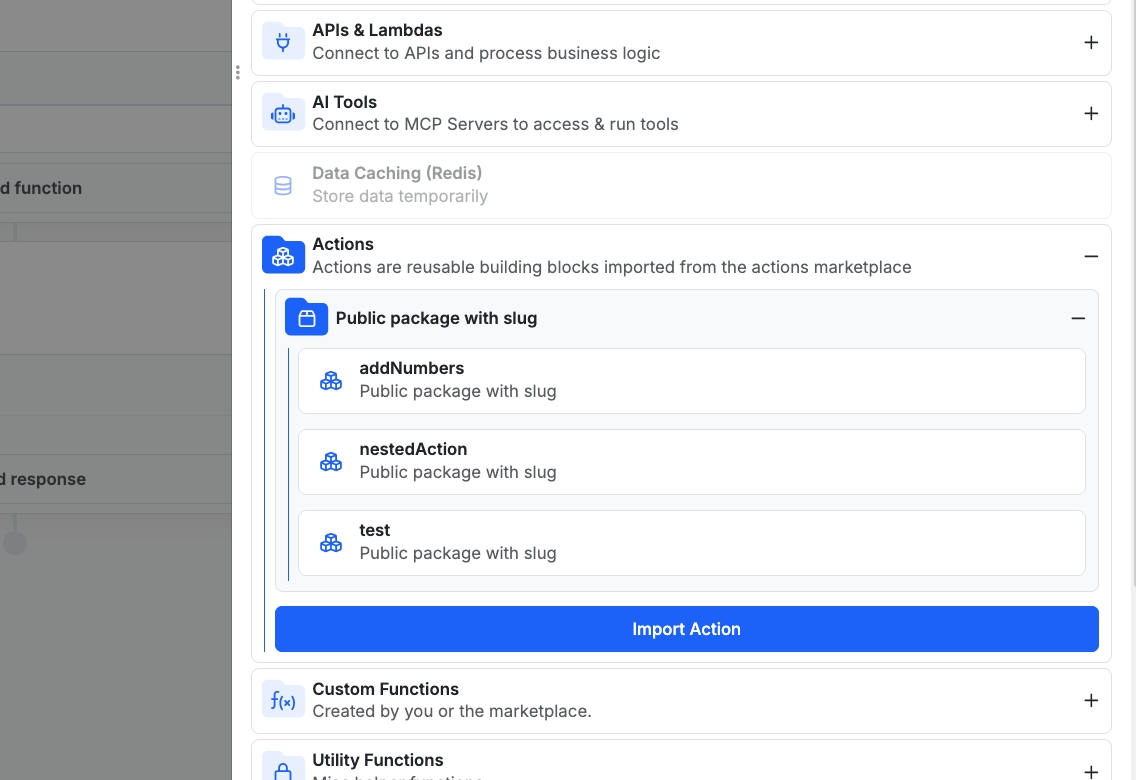 APIs & Lambdas
Connect to APIs and process business logic
AI Tools
Connect to MCP Servers to access & run tools
Data Caching (Redis)
Store data temporarily
d function
Actions
Actions are reusable building blocks imported from the actions marketplace
Public package with slug
addNumbers
Public package with slug
nestedAction
Public package with slug
d response
test
Public package with slug
Import Action
Custom Functions
f(x)
Created by you or the marketplace.
Utility Functions